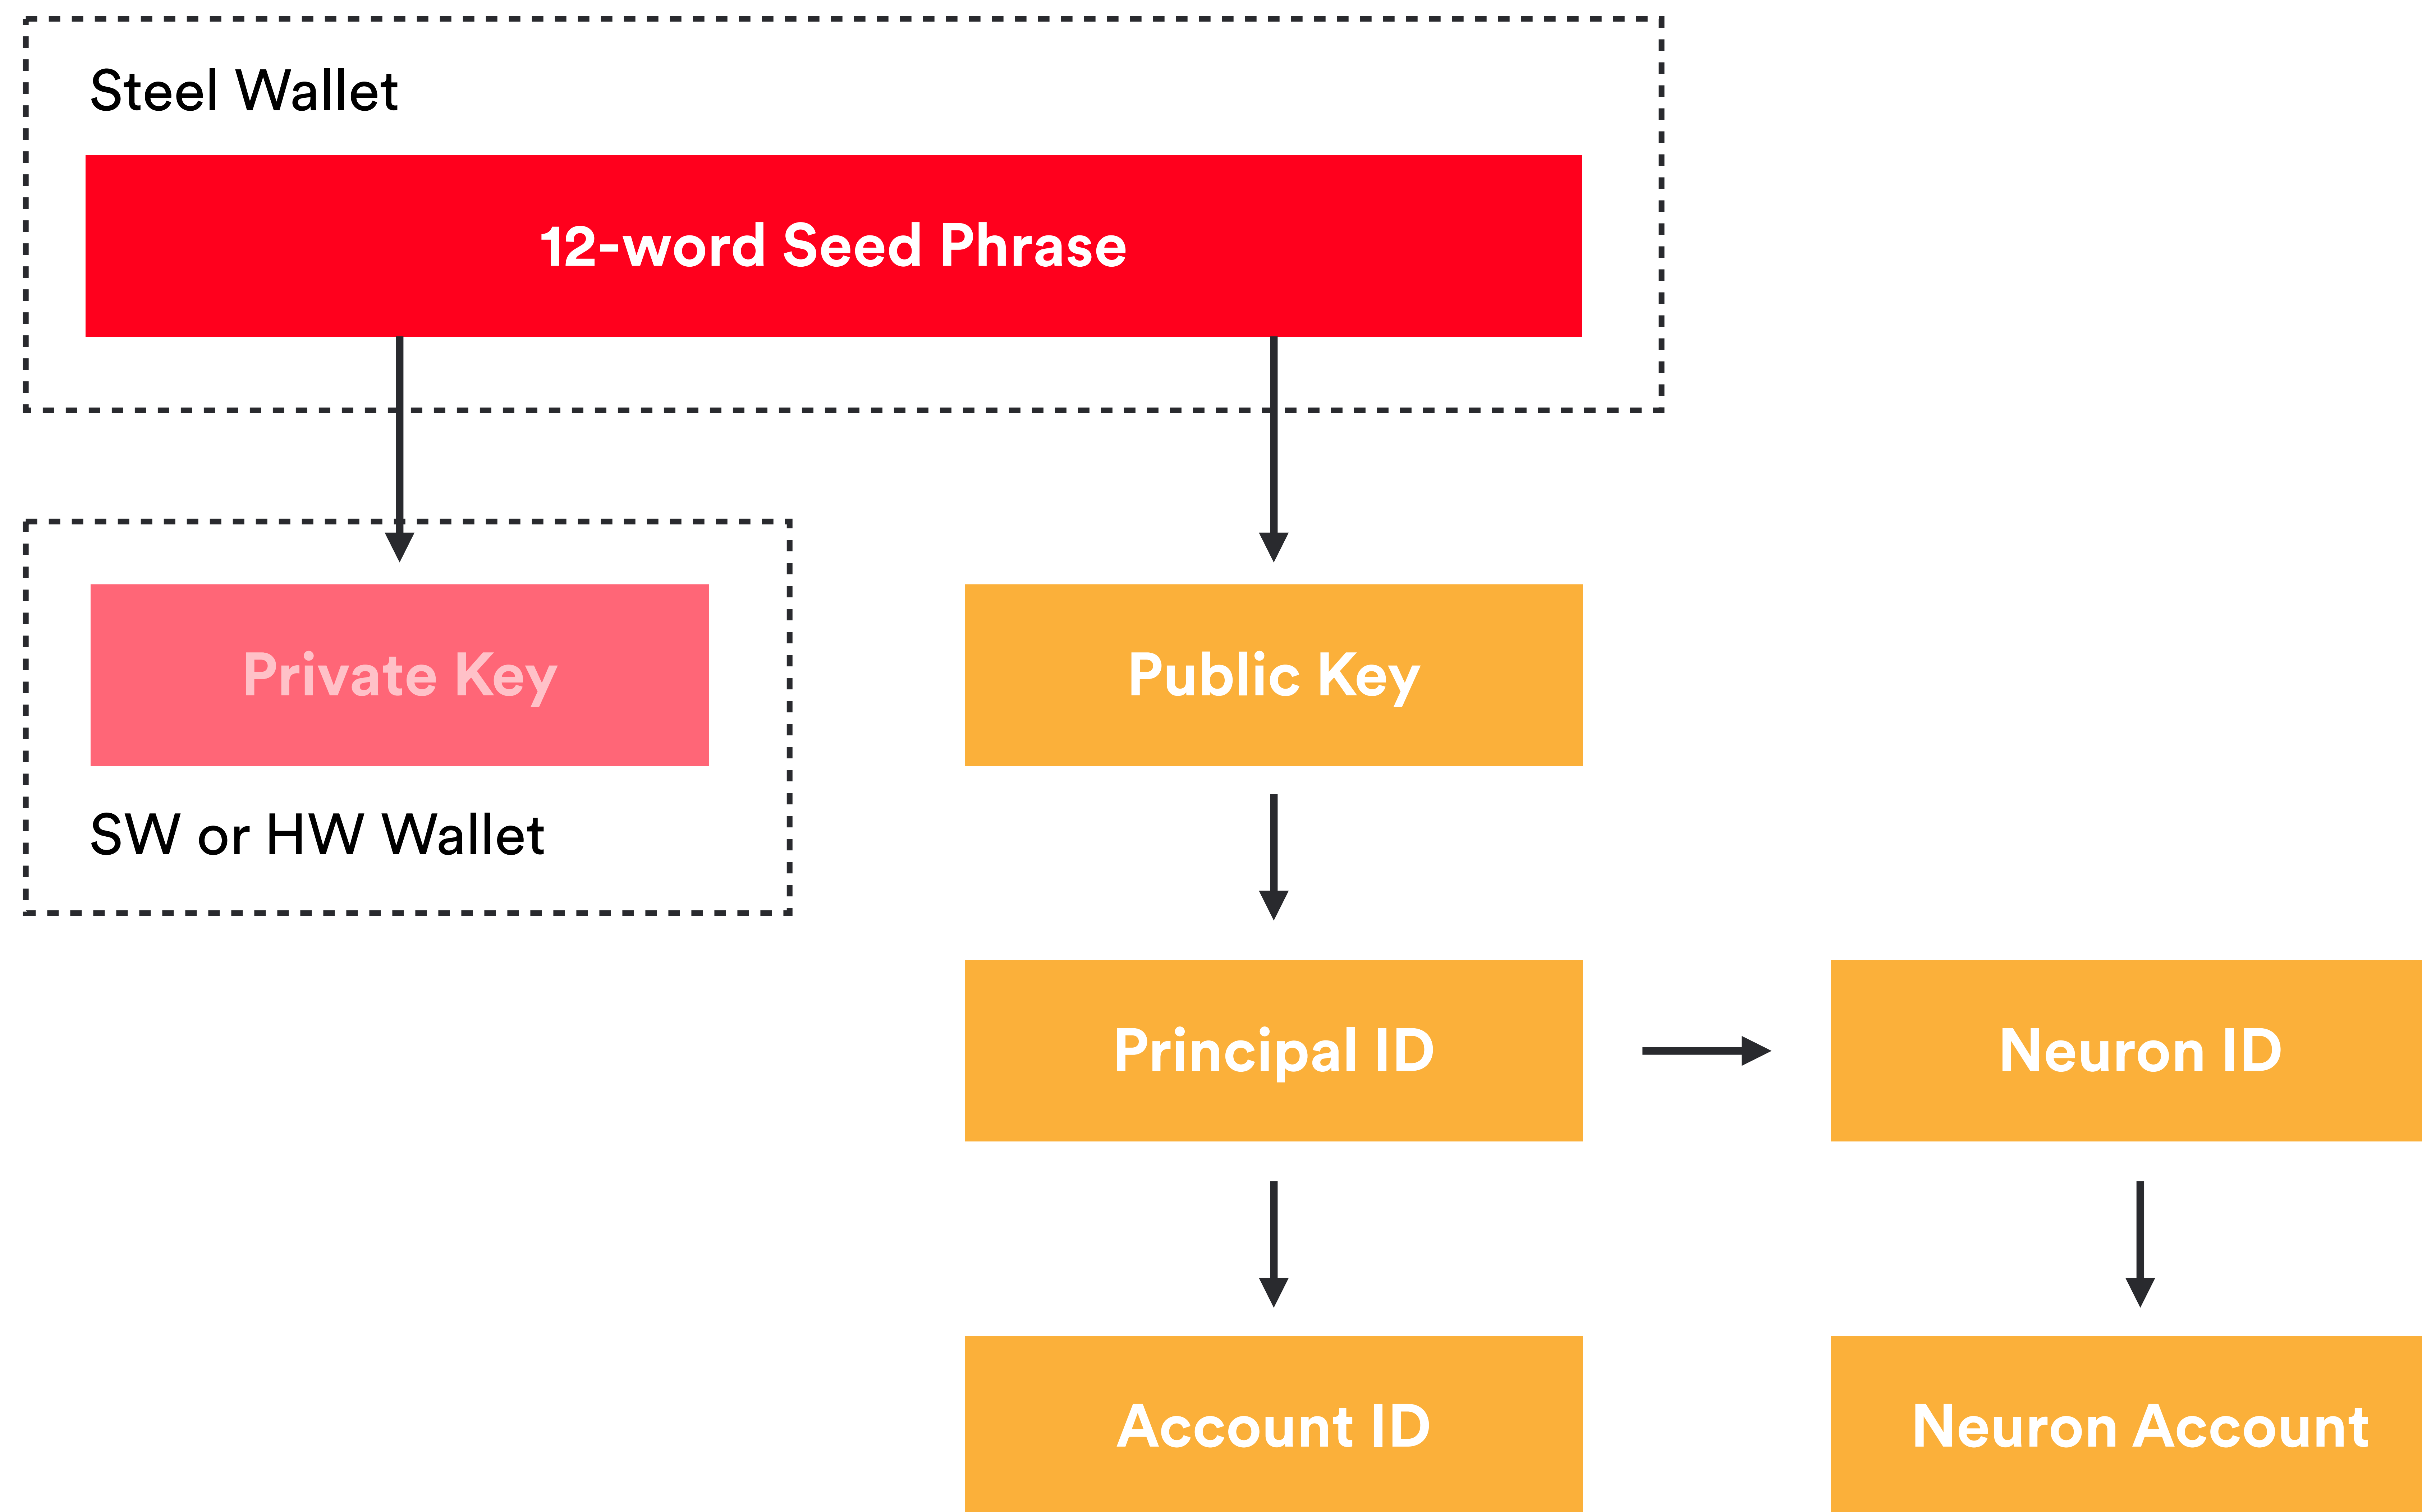 Steel Wallet
12-word Seed Phrase
Private Key
Public Key
SW or HW Wallet
Principal ID
Neuron ID
Account ID
Neuron Account